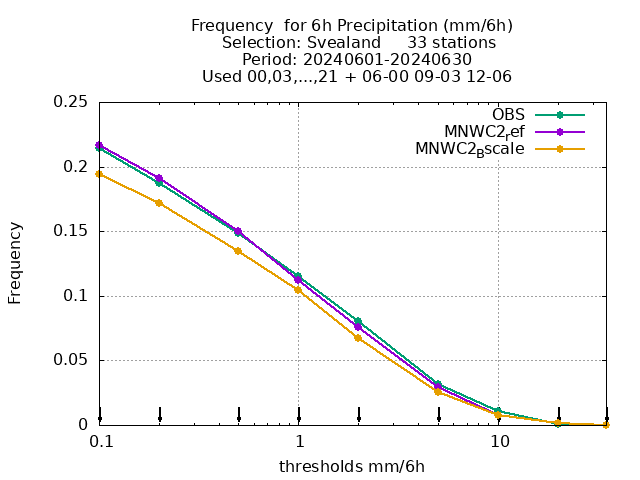 Frequency  for 6h Precipitation (mm/6h)
Selection: Svealand     33 stations
Period: 20240601-20240630
Used 00,03,...,21 + 06-00 09-03 12-06
OBS
MNWC2ref
MNWC2Bscale
0.25
0.2
0.15
0.1
0.05
0
Frequency
0.1
1
10
thresholds mm/6h